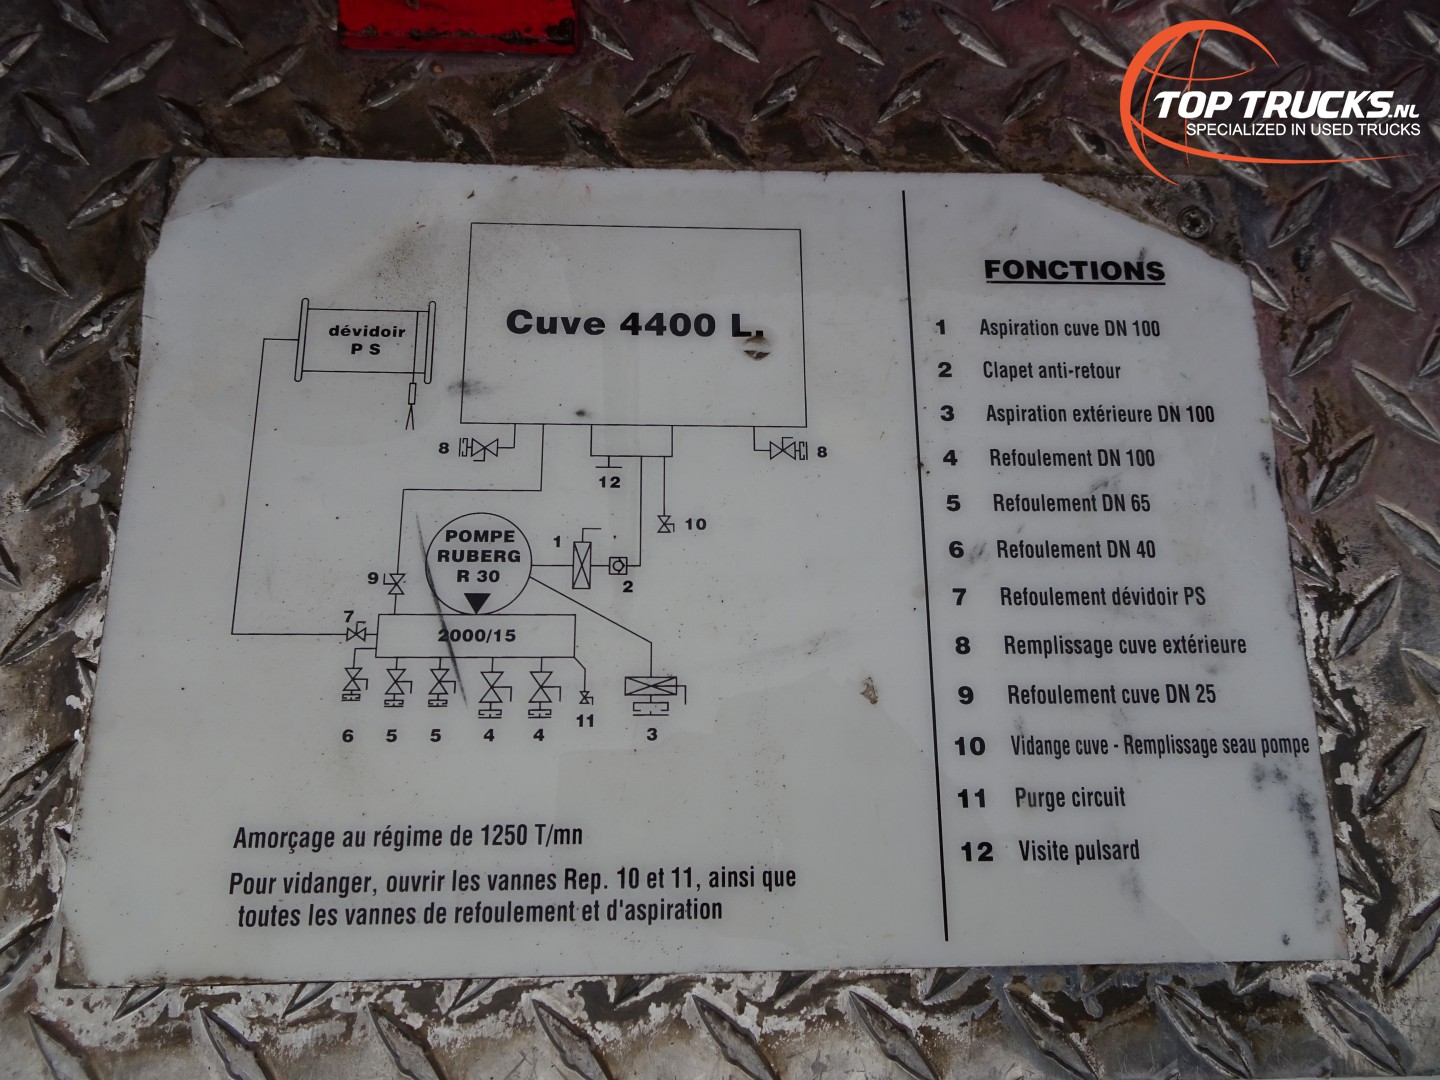 TOP TRUCKS.NL
SPECIALIZED IN USED TRUCKS
dévidoir
P S
Cuve 4400 L.
8
8
12
10
POMPE
RUBERG
R 30
1
2
9
7
2000/15
6 5 5 4 4 11 3
Amorçage au régime de 1250 T/mn
Pour vidanger, ouvrir les vannes Rep. 10 et 11, ainsi que
toutes les vannes de refoulement et d'aspiration
FONCTIONS
1 Aspiration cuve DN 100
2 Clapet anti-retour
3 Aspiration extérieure DN 100
4 Refoulement DN 100
5 Refoulement DN 65
6 Refoulement DN 40
7 Refoulement dévidoir PS
8 Remplissage cuve extérieure
9 Refoulement cuve DN 25
10 Vidange cuve - Remplissage seau pompe
11 Purge circuit
12 Visite pulsard